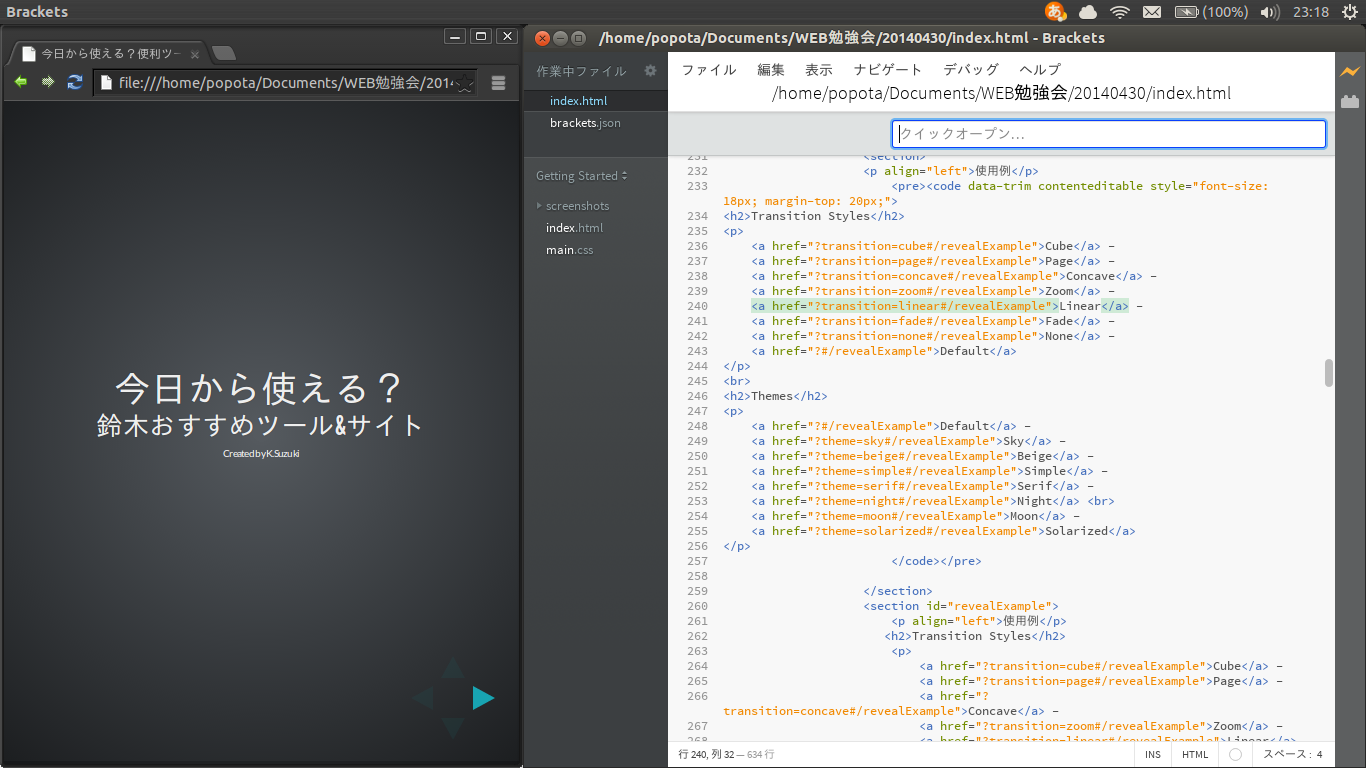 Brackets
あ (100%) 23:18
今日から使える？便利ツー
file:///home/popota/Documents/WEB勉強会/2014
今日から使える？
鈴木おすすめツール&サイト
Created by K.Suzuki
/home/popota/Documents/WEB勉強会/20140430/index.html - Brackets
作業中ファイル
index.html
brackets.json
Getting Started
screenshots
index.html
main.css
ファイル 編集 表示 ナビゲート デバッグ ヘルプ
/home/popota/Documents/WEB勉強会/20140430/index.html
クイックオープン...
231 <section>
232 <p align="left">使用例</p>
233 <pre><code data-trim contenteditable style="font-size:
18px; margin-top: 20px;">
234 <h2>Transition Styles</h2>
235 <p>
236 <a href="?transition=cube#/revealExample">Cube</a> –
237 <a href="?transition=page#/revealExample">Page</a> –
238 <a href="?transition=concave#/revealExample">Concave</a> –
239 <a href="?transition=zoom#/revealExample">Zoom</a> –
240 <a href="?transition=linear#/revealExample">Linear</a> –
241 <a href="?transition=fade#/revealExample">Fade</a> –
242 <a href="?transition=none#/revealExample">None</a> –
243 <a href="?#/revealExample">Default</a>
244 </p>
245 <br>
246 <h2>Themes</h2>
247 <p>
248 <a href="?#/revealExample">Default</a> –
249 <a href="?theme=sky#/revealExample">Sky</a> –
250 <a href="?theme=beige#/revealExample">Beige</a> –
251 <a href="?theme=simple#/revealExample">Simple</a> –
252 <a href="?theme=serif#/revealExample">Serif</a> –
253 <a href="?theme=night#/revealExample">Night</a> <br>
254 <a href="?theme=moon#/revealExample">Moon</a> –
255 <a href="?theme=solarized#/revealExample">Solarized</a>
256 </p>
257 </code></pre>
258
259 </section>
260 <section id="revealExample">
261 <p align="left">使用例</p>
262 <h2>Transition Styles</h2>
263 <p>
264 <a href="?transition=cube#/revealExample">Cube</a> –
265 <a href="?transition=page#/revealExample">Page</a> –
266 <a href="?
transition=concave#/revealExample">Concave</a> –
267 <a href="?transition=zoom#/revealExample">Zoom</a> –
268 <a href="?transition=linear#/revealExample">Linear</a> –
行 240, 列 32 — 634 行
INS HTML スペース: 4